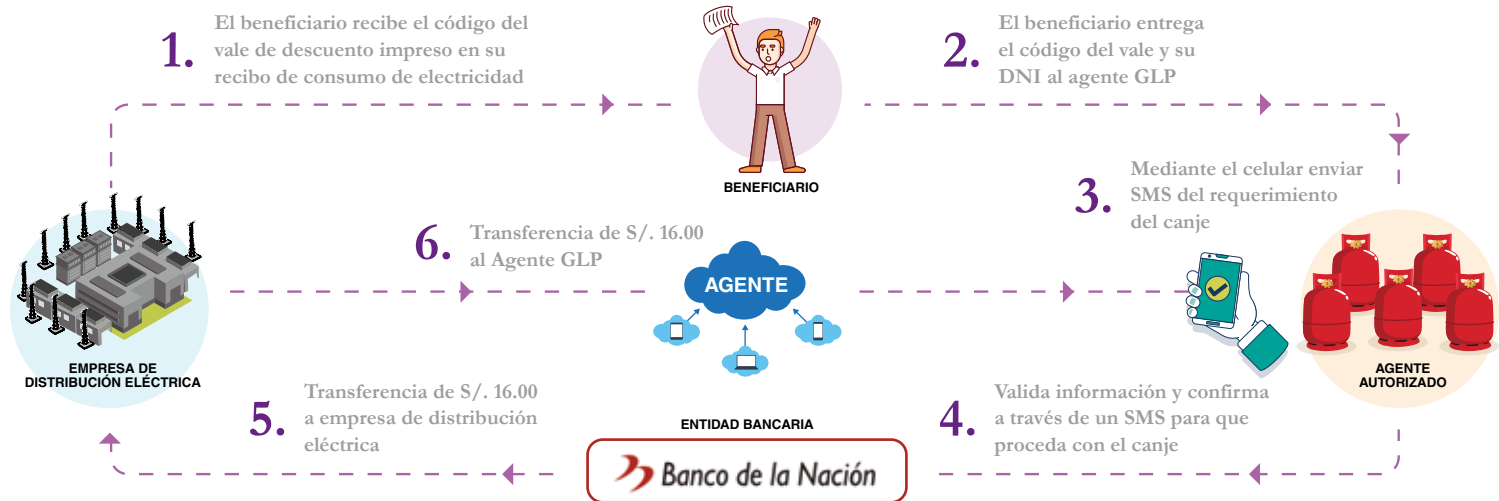 1.
El beneficiario recibe el código del
vale de descuento impreso en su
recibo de consumo de electricidad
BENEFICIARIO
2.
El beneficiario entrega
el código del vale y su
DNI al agente GLP
3.
Mediante el celular enviar
SMS del requerimiento
del canje
6.
Transferencia de S/. 16.00
al Agente GLP
AGENTE
EMPRESA DE
DISTRIBUCIÓN ELÉCTRICA
AGENTE
AUTORIZADO
5.
Transferencia de S/. 16.00
a empresa de distribución
eléctrica
ENTIDAD BANCARIA
Banco de la Nación
4.
Valida información y confirma
a través de un SMS para que
proceda con el canje